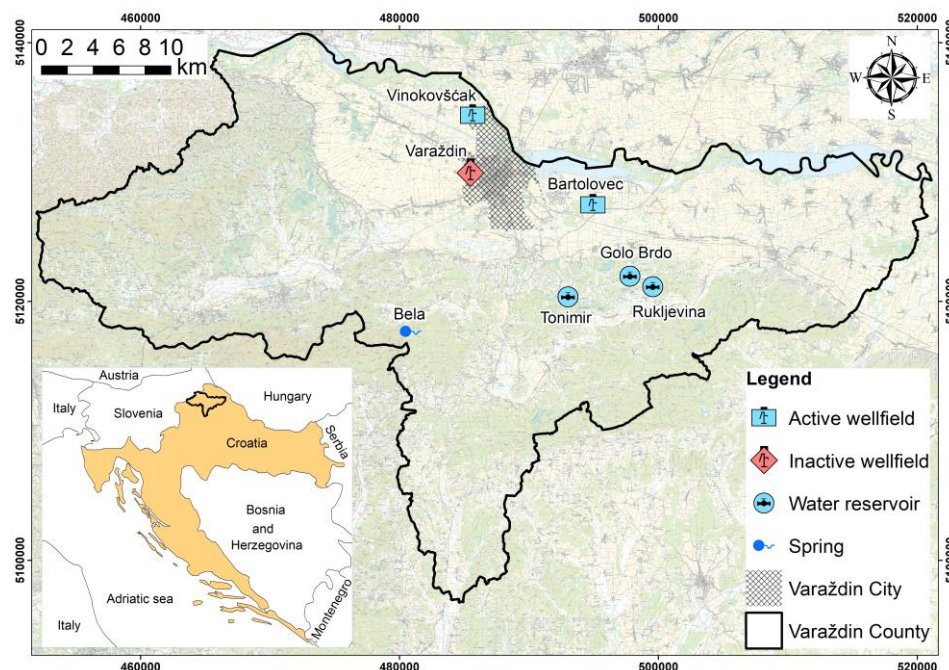 460000
480000
500000
520000
5140000
0 2 4 6 8 10
km
N
W
E
S
Vinokovšćak
Varaždin
Bartolovec
Golo Brdo
5120000
Tonimir
Rukljevina
Bela
Austria
Italy
Slovenia
Hungary
Croatia
Serbia
Bosnia
and
Herzegovina
Adriatic sea
Montenegro
Italy
Legend
Active wellfield
Inactive wellfield
Water reservoir
Spring
Varaždin City
Varaždin County
5100000
460000
480000
500000
520000